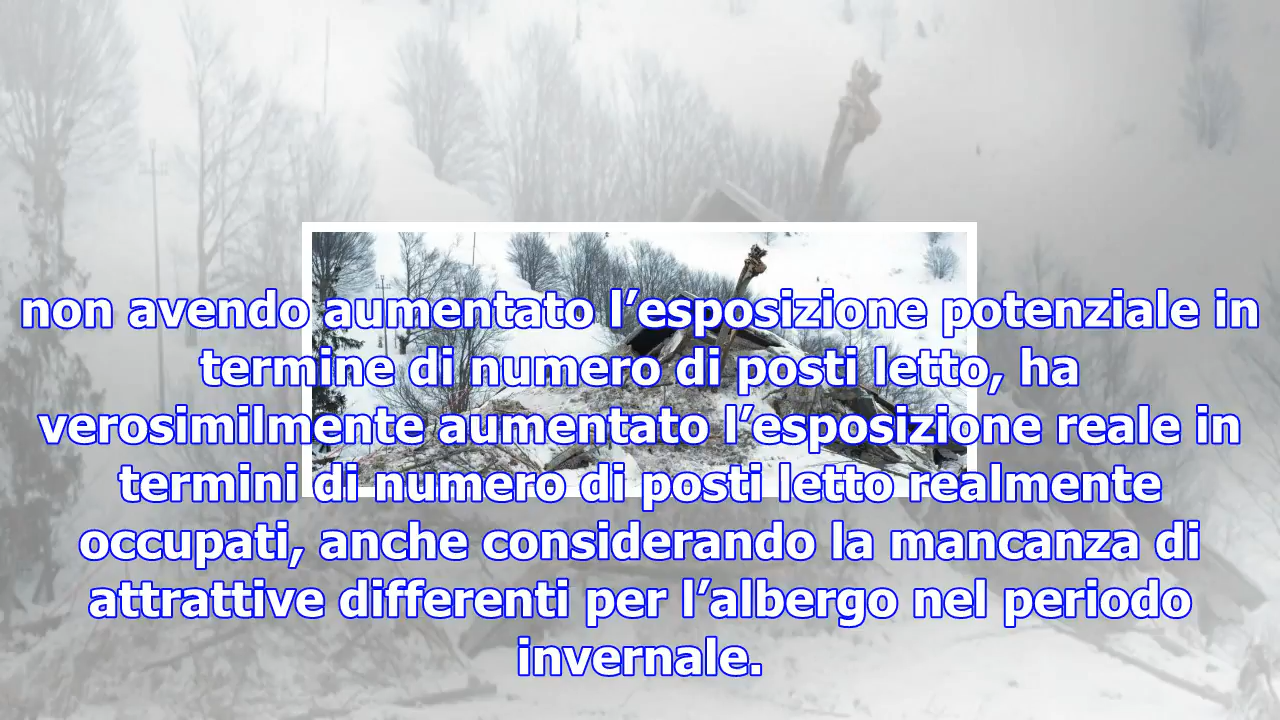 non avendo aumentato l’esposizione potenziale in
termine di numero di posti letto, ha
verosimilmente aumentato l’esposizione reale in
termini di numero di posti letto realmente
occupati, anche considerando la mancanza di
attrattive differenti per l’albergo nel periodo
invernale.